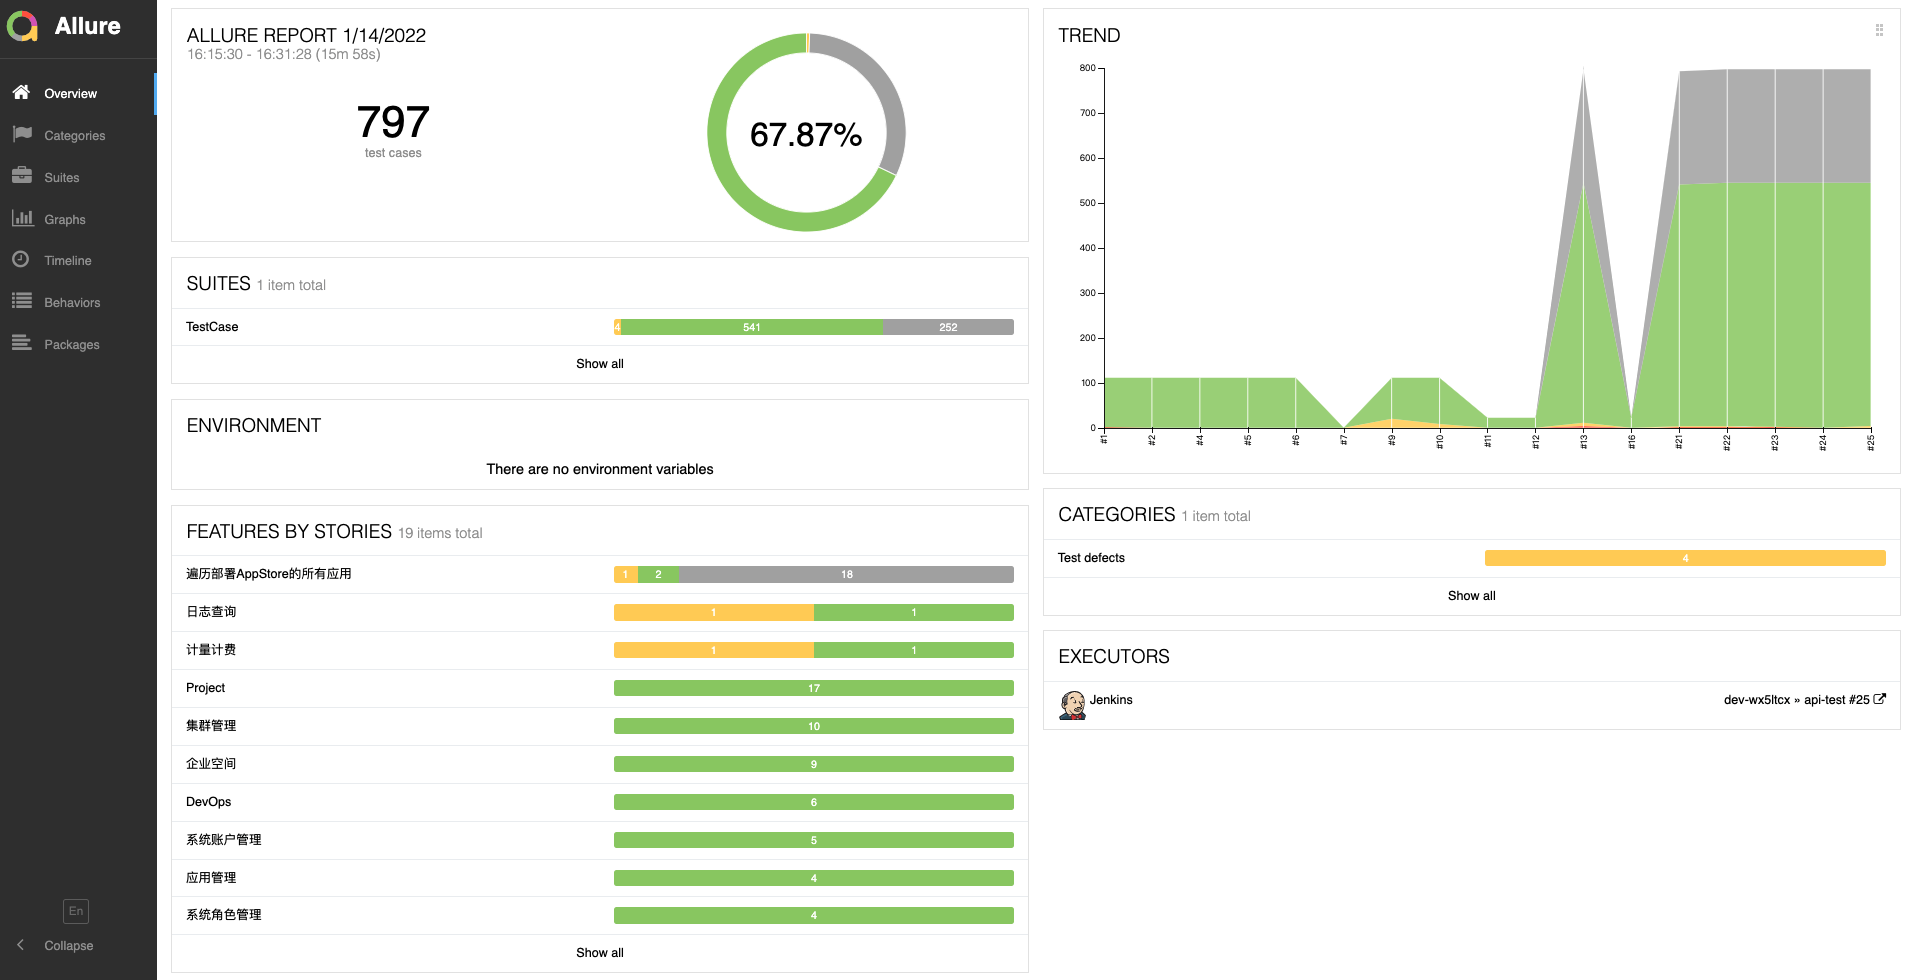 Allure
Overview
Categories
Suites
Graphs
Timeline
Behaviors
Packages
En
Collapse
ALLURE REPORT 1/14/2022
16:15:30 - 16:31:28 (15m 58s)
797
test cases
67.87%
SUITES 1 item total
TestCase 4 541 252
Show all
ENVIRONMENT
There are no environment variables
FEATURES BY STORIES 19 items total
遍历部署AppStore的所有应用 1 2 18
日志查询 1 1
计量计费 1 1
Project 17
集群管理 10
企业空间 9
DevOps 6
系统账户管理 5
应用管理 4
系统角色管理 4
Show all
TREND
800
700
600
500
400
300
200
100
0
#1 #2 #4 #5 #6 #7 #9 #10 #11 #12 #13 #16 #21 #22 #23 #24 #25
CATEGORIES 1 item total
Test defects 4
Show all
EXECUTORS
Jenkins dev-wx5ltcx » api-test #25